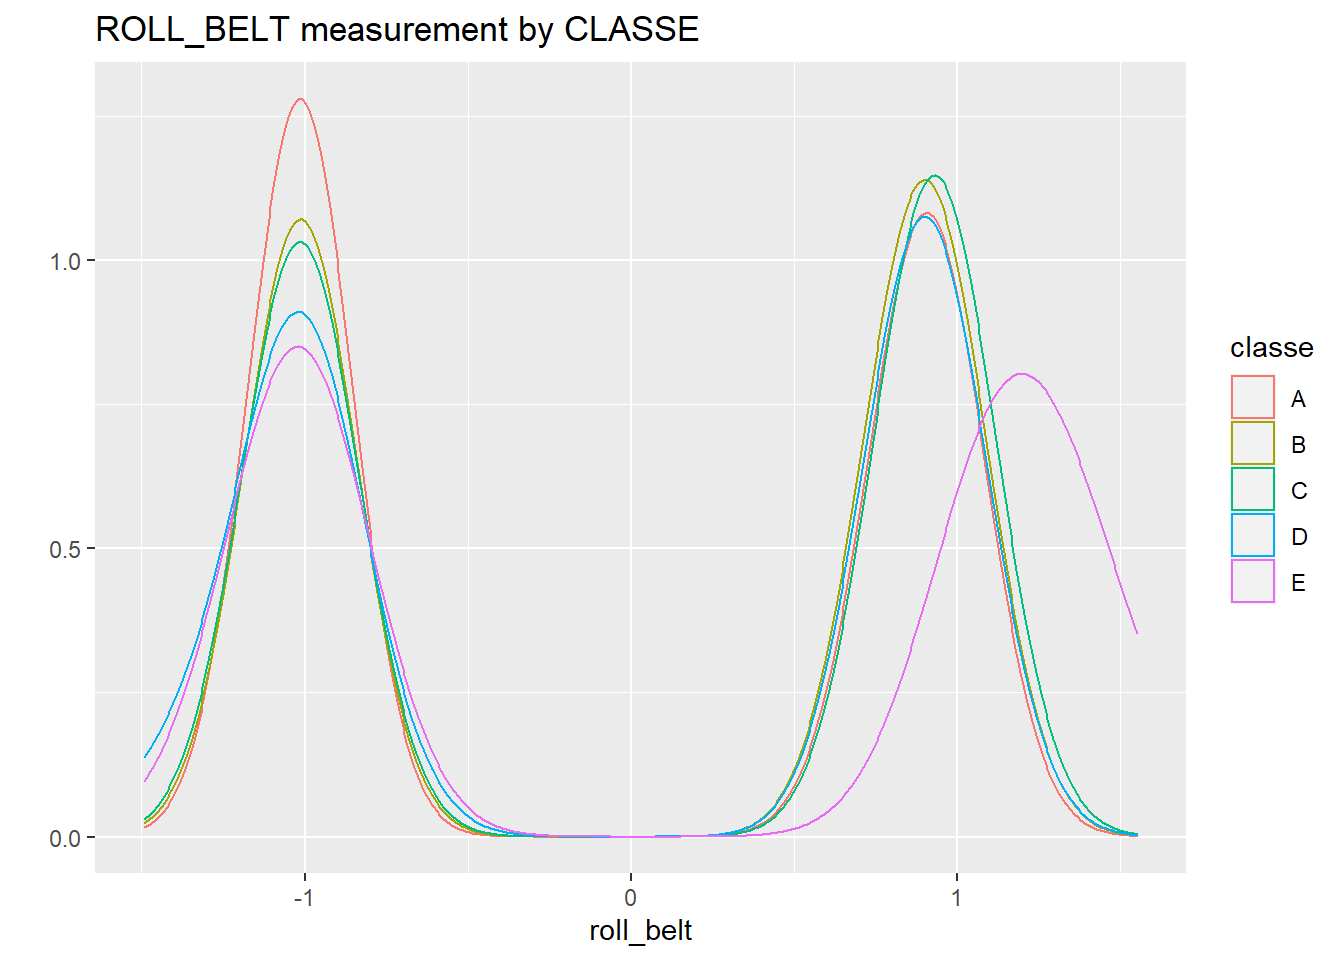 ROLL_BELT measurement by CLASSE
1.0
0.5
0.0
-1
0
1
roll_belt
classe
A
B
C
D
E